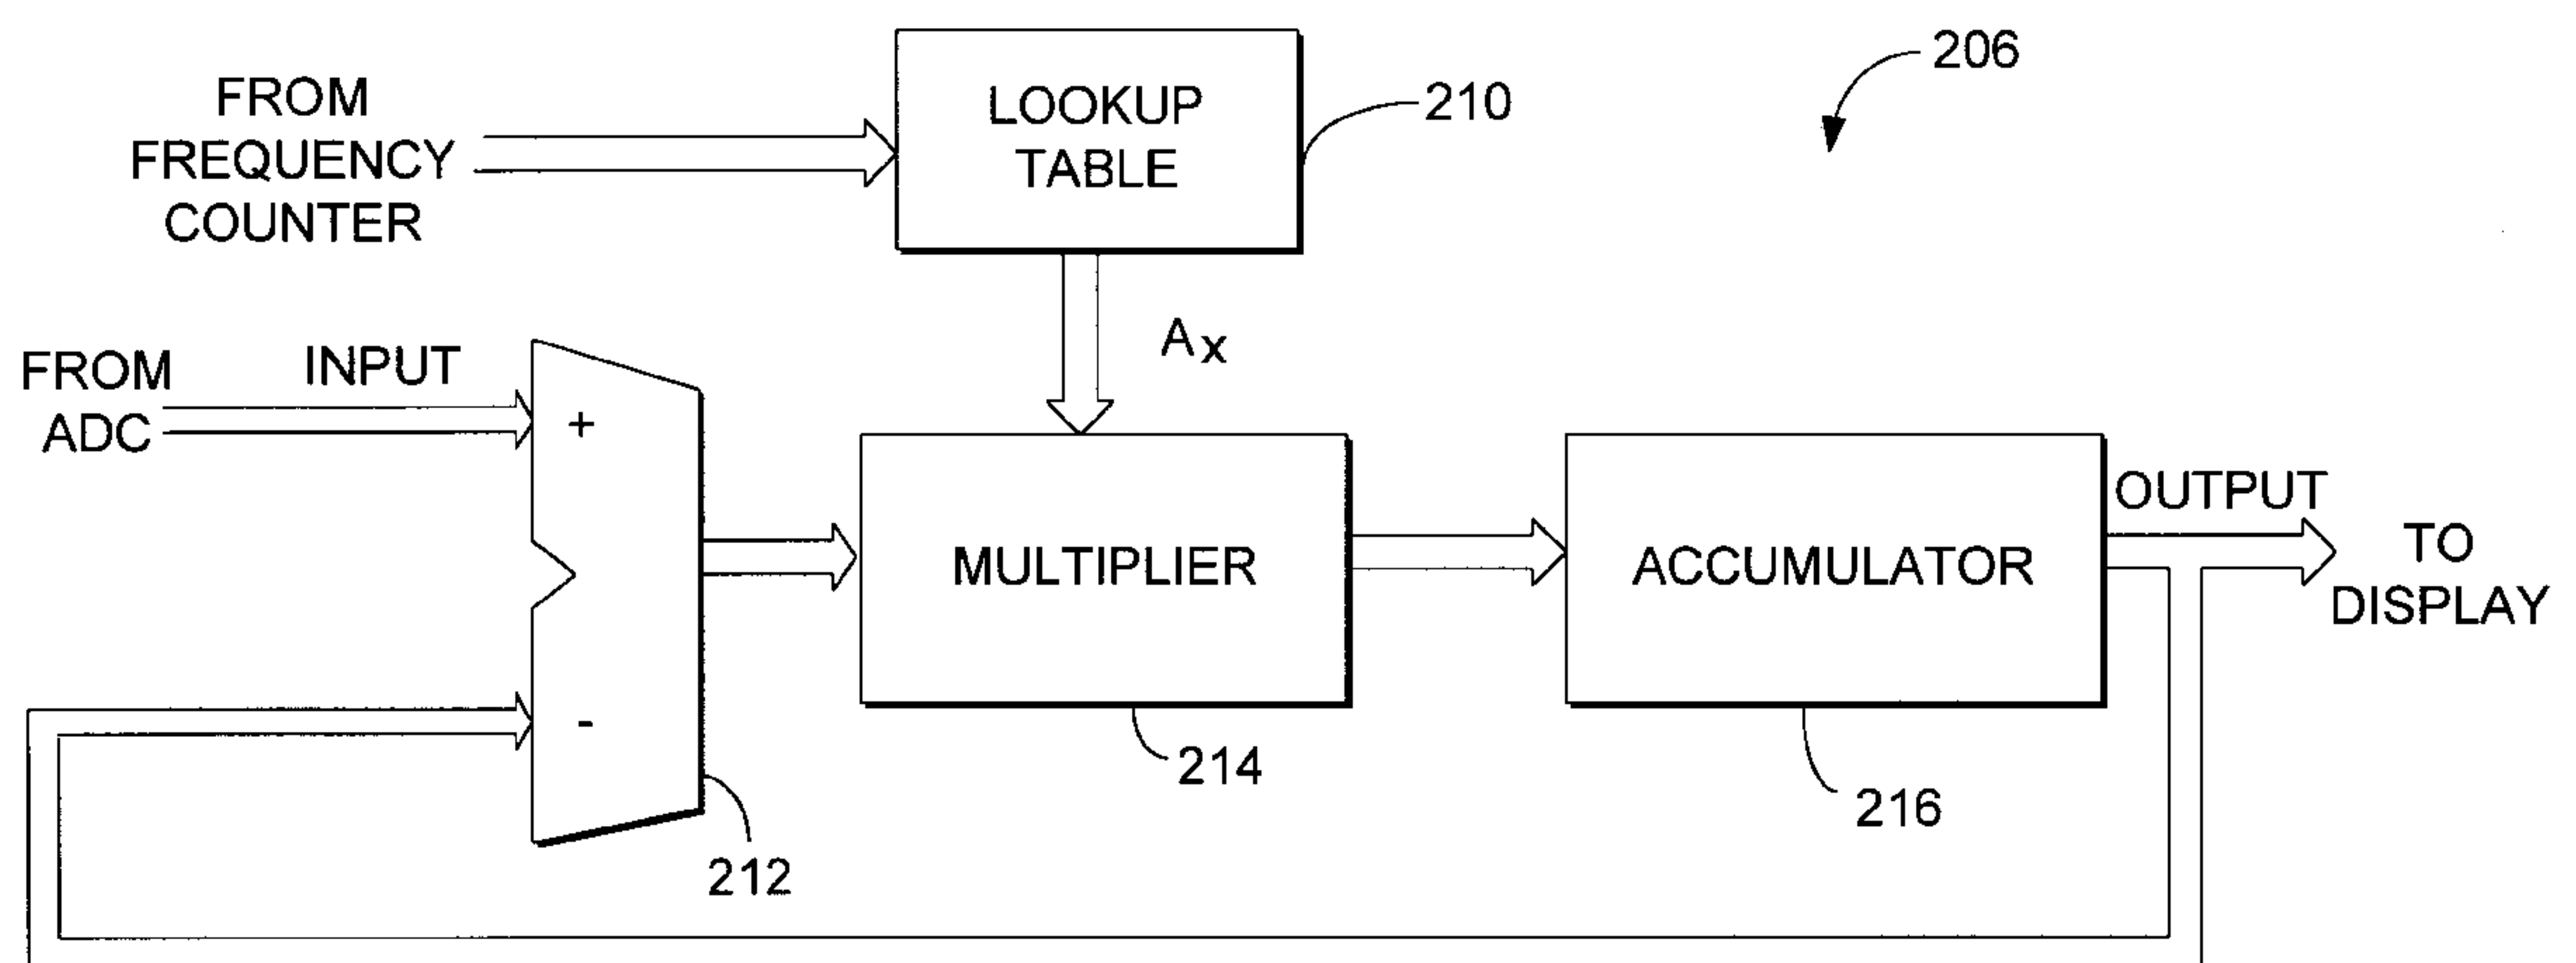 206
FROM
FREQUENCY
COUNTER
LOOKUP
TABLE
210
FROM
ADC
INPUT
+
-
Ax
MULTIPLIER
ACCUMULATOR
OUTPUT
TO
DISPLAY
212
214
216